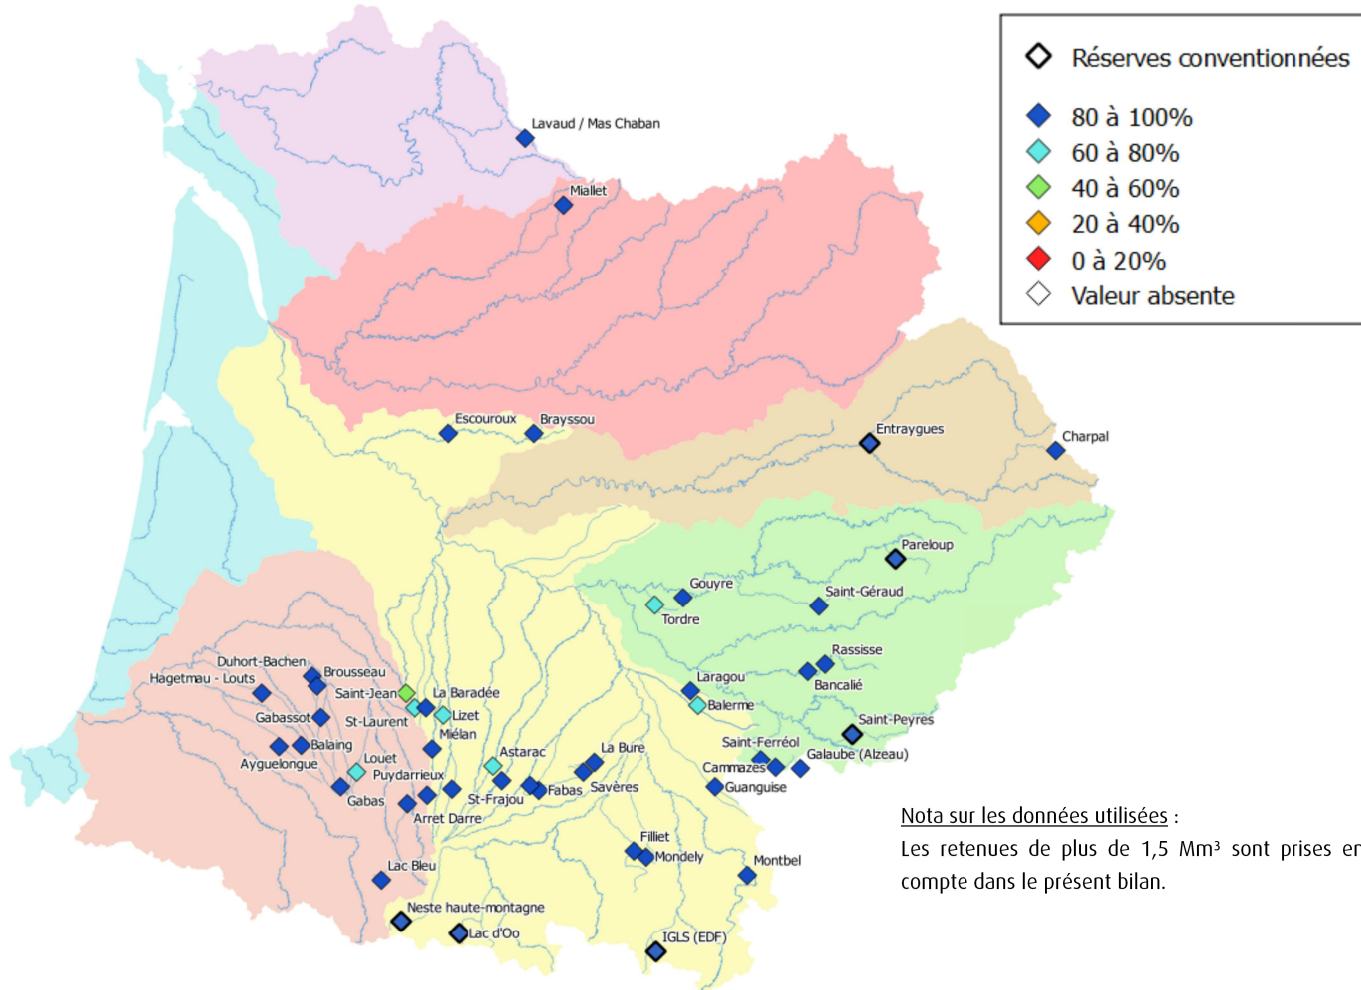 Réserves conventionnées
80 à 100%
60 à 80%
40 à 60%
20 à 40%
0 à 20%
Valeur absente
Lavaud / Mas Chaban
Miallet
Escouroux
Brayssou
Entraygues
Charpal
Pareloup
Gouyre
Saint-Géraud
Tordre
Rassisse
Duhort-Bachen
Brousseau
Hagetmau - Louts
Saint-Jean
La Baradée
Laragou
Bancalié
Balerme
Gabassot
St-Laurent
Lizet
Saint-Peyres
Miélan
Balaing
Astarac
La Bure
Saint-Ferréol
Galaube (Alzeau)
Ayguelongue
Louet
Cammazes
Puydarrieux
Gabas
St-Frajou
Fabas
Savères
Guanguise
Arret Darre
Filliet
Mondely
Montbel
Lac Bleu
Neste haute-montagne
Lac d'Oo
IGLS (EDF)
Nota sur les données utilisées :
Les retenues de plus de 1,5 Mm³ sont prises en
compte dans le présent bilan.